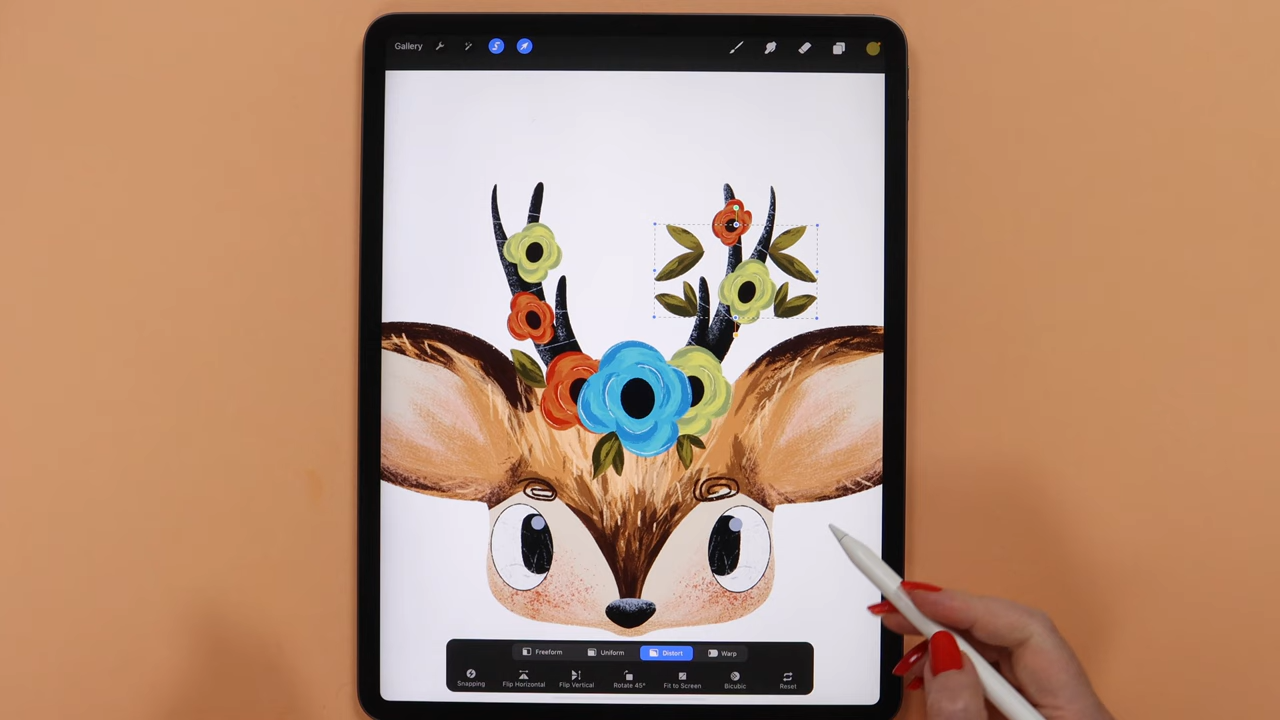 Gallery
S
Freeform Uniform Distort Warp
Snapping Flip Horizontal Flip Vertical Rotate 45° Fit to Screen Bicubic Reset